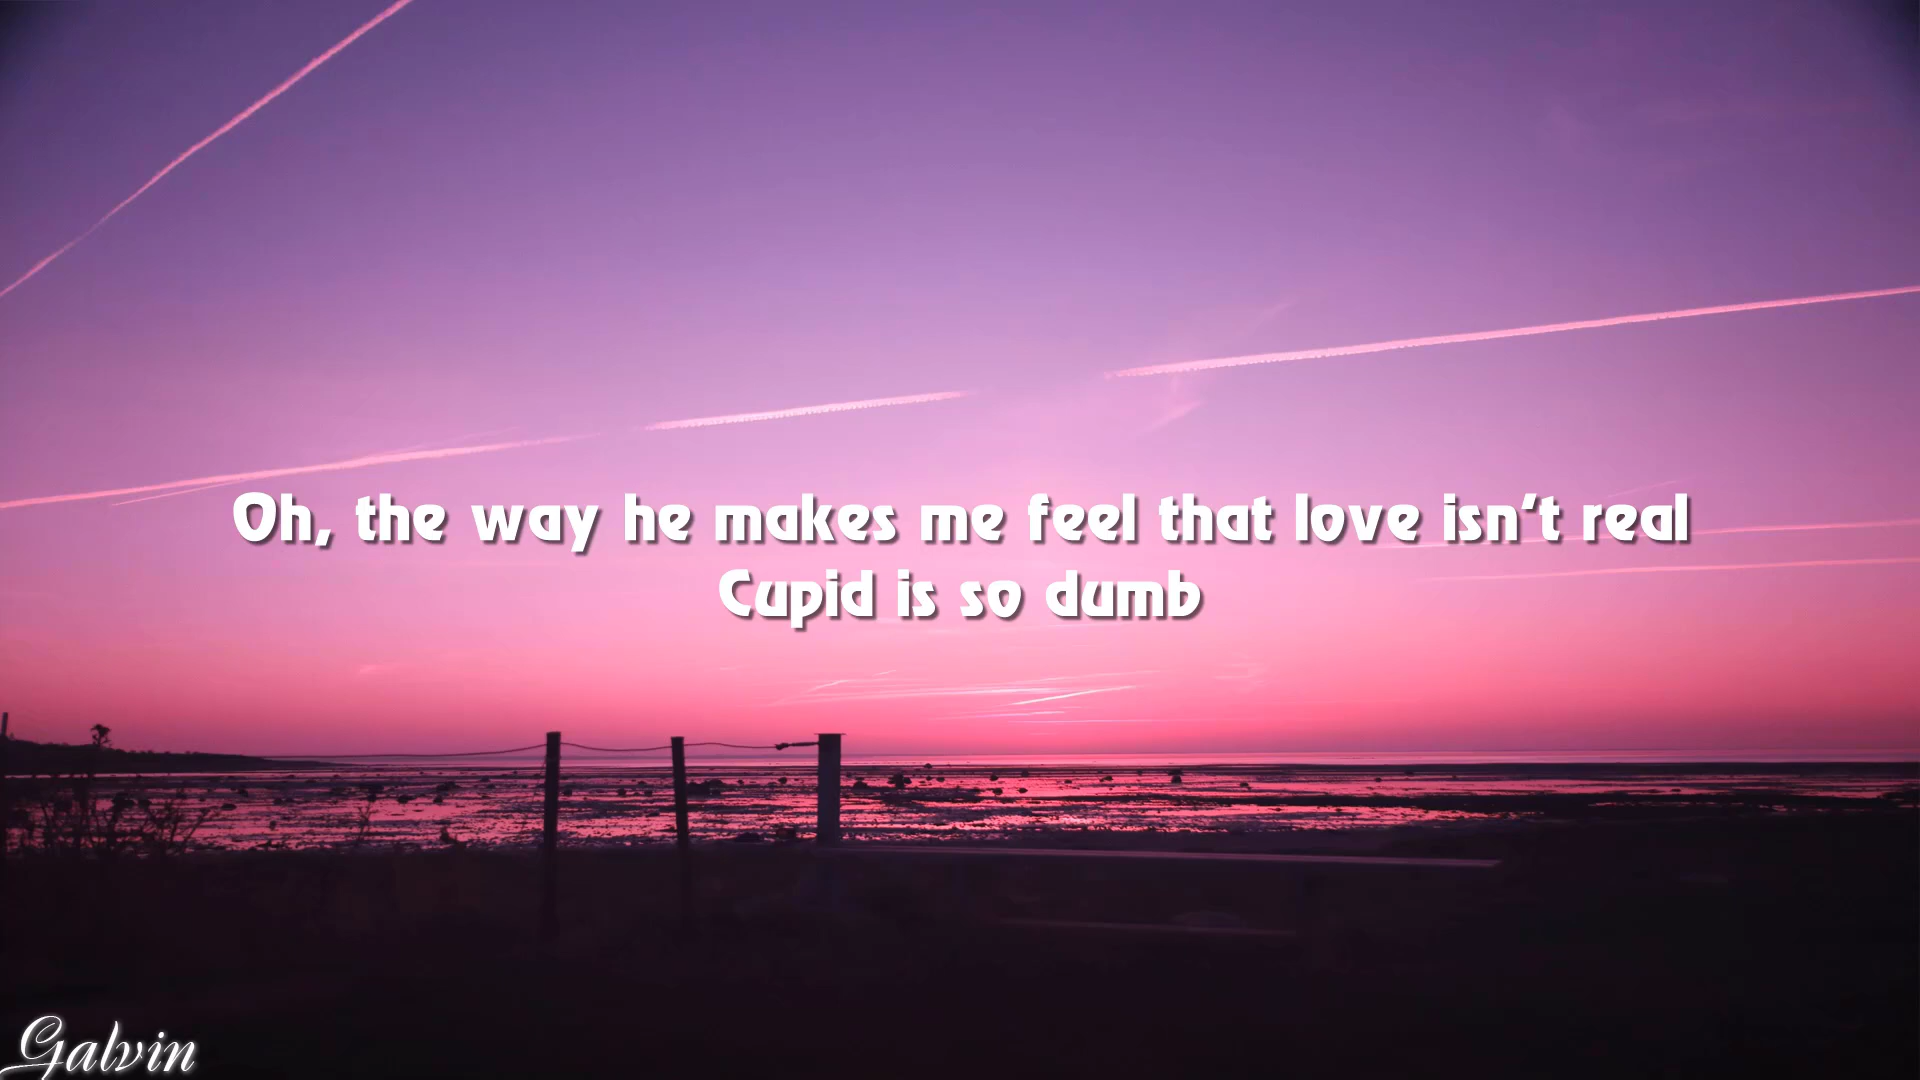 Oh, the way he makes me feel that love isn't real
Cupid is so dumb
Galvin